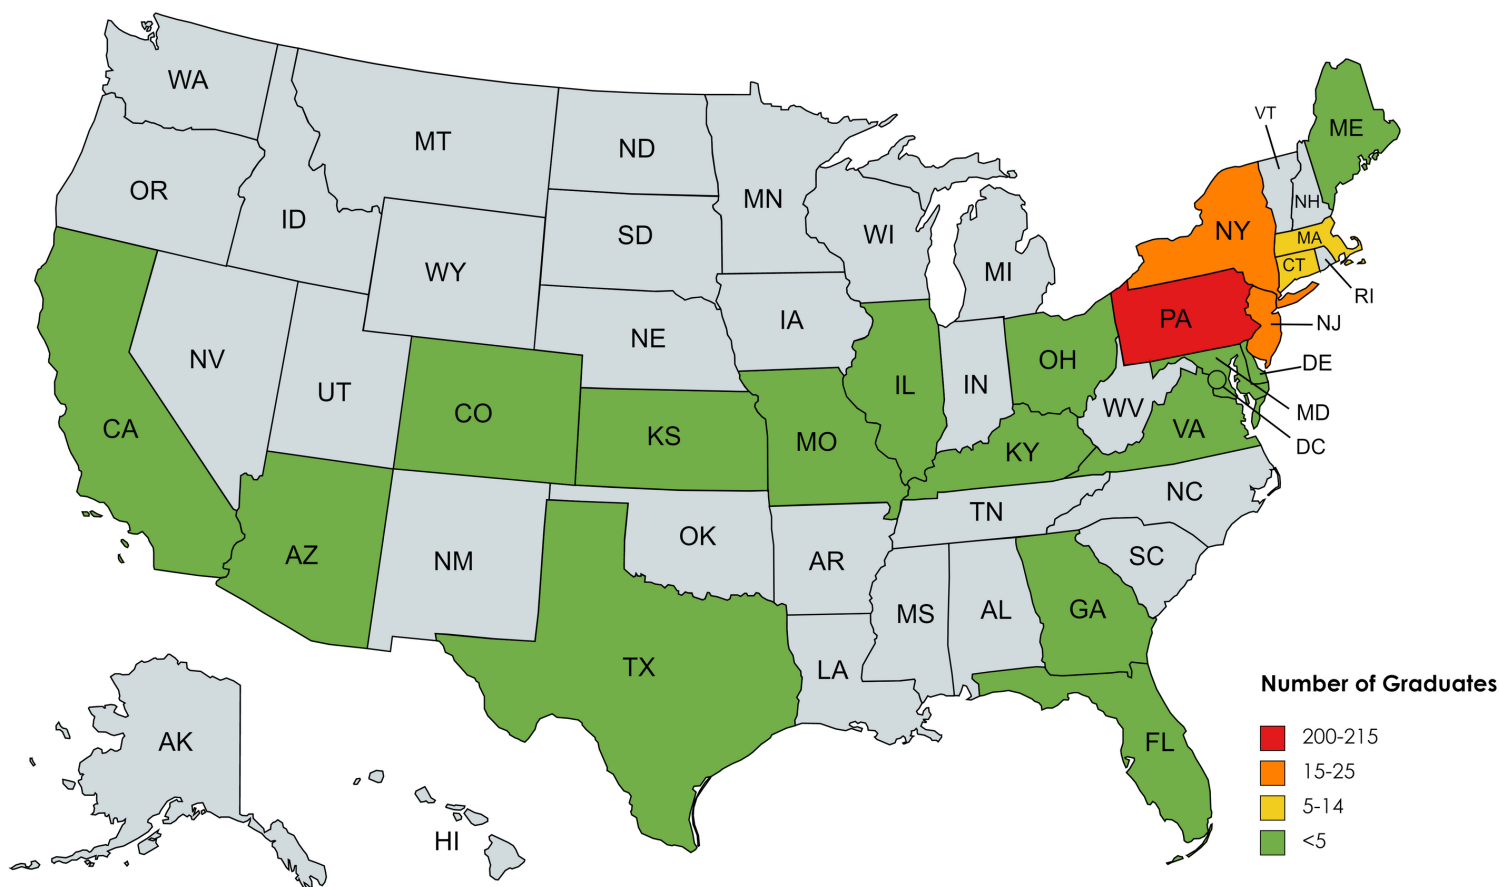 WA
MT
ND
MN
VT
ME
OR
ID
SD
WI
NH
NY
MA
WY
MI
CT
RI
IA
PA
NJ
NE
NV
OH
DE
UT
CO
IL
IN
WV
MD
CA
KS
MO
KY
VA
DC
NC
TN
OK
AZ
NM
AR
SC
MS
AL
GA
TX
LA
Number of Graduates
200-215
AK
FL
15-25
5-14
HI
<5